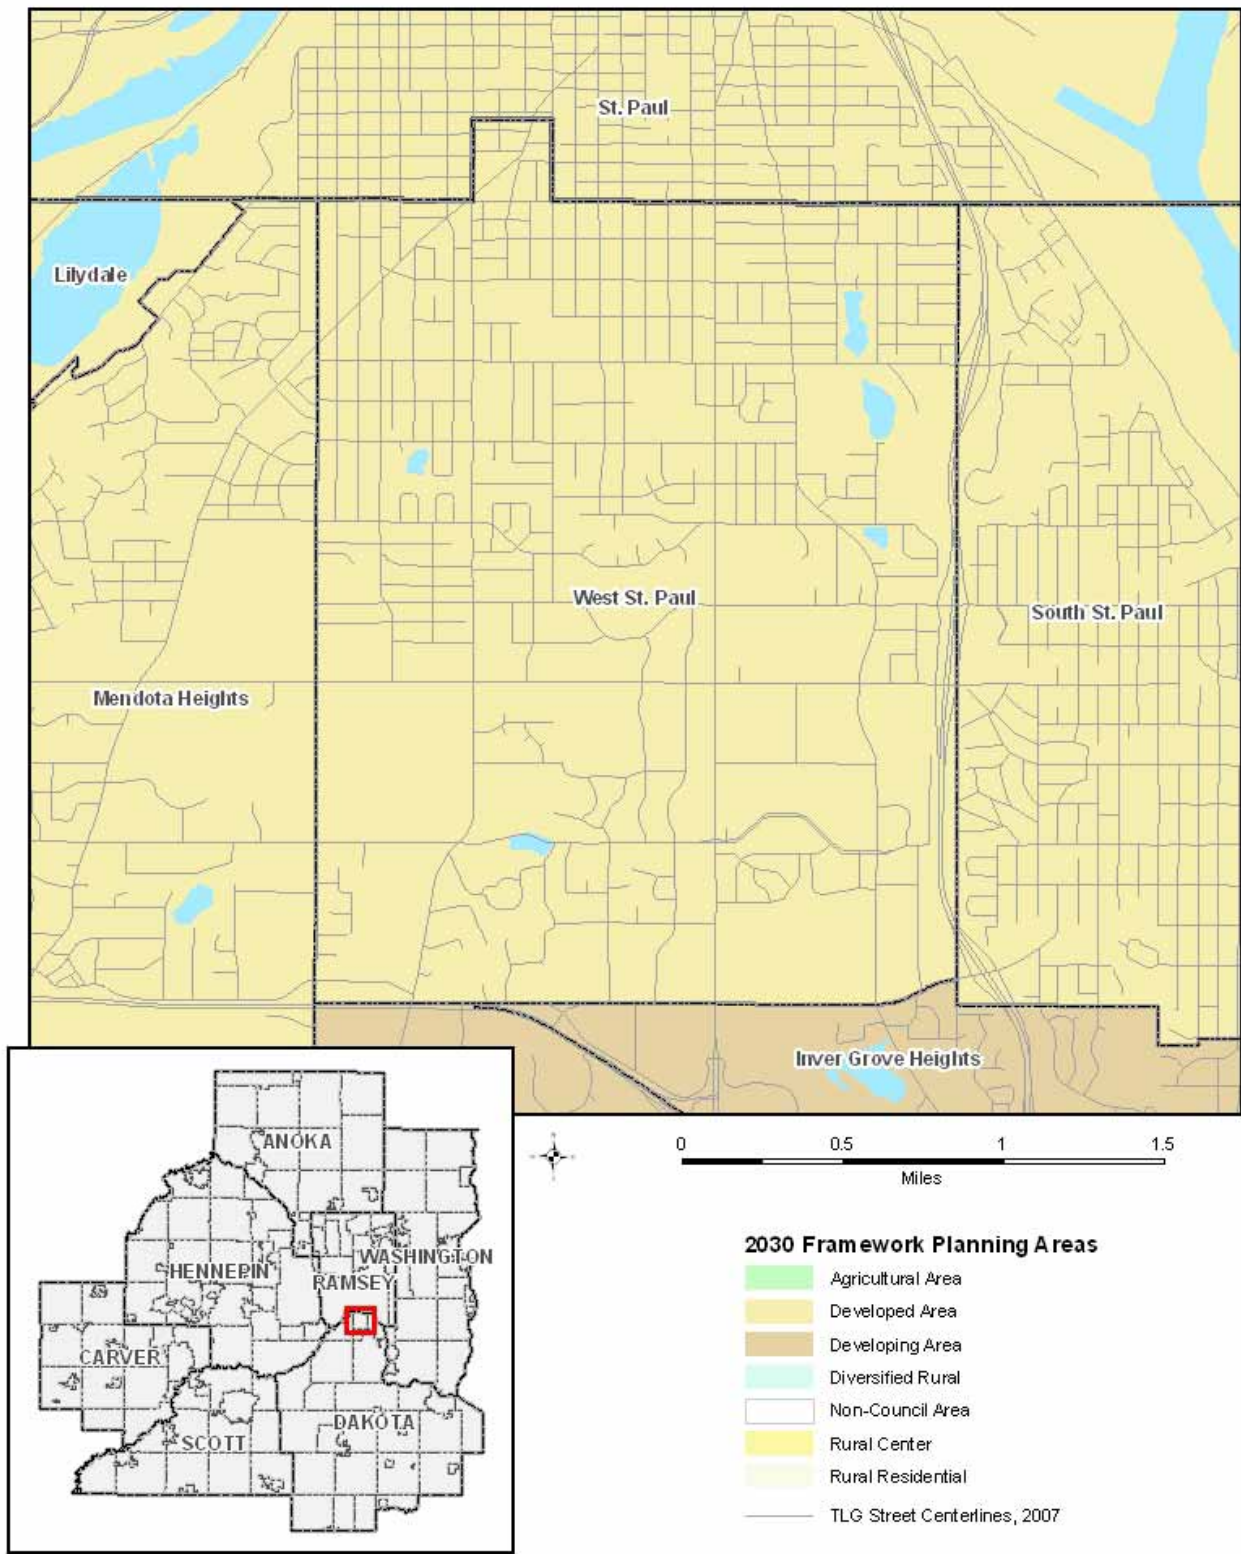 St. Paul
Lilydale
West St. Paul
South St. Paul
Mendota Heights
Inver Grove Heights
ANOKA
HENNEPIN
WASHINGTON
RAMSEY
CARVER
SCOTT
DAKOTA
0 0.5 1 1.5
Miles
2030 Framework Planning Areas
Agricultural Area
Developed Area
Developing Area
Diversified Rural
Non-Council Area
Rural Center
Rural Residential
TLG Street Centerlines, 2007